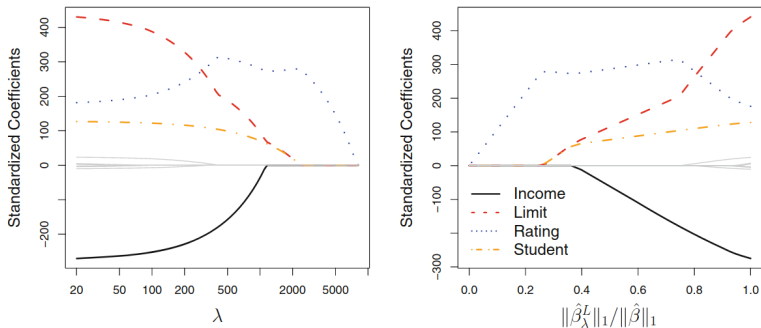 Standardized Coefficients
400
300
200
100
0
−200
20 50 100 200 500 2000 5000
λ
Standardized Coefficients
400
300
200
100
0
−100
−300
Income
Limit
Rating
Student
0.0 0.2 0.4 0.6 0.8 1.0
‖β̂λᴸ‖₁/‖β̂‖₁